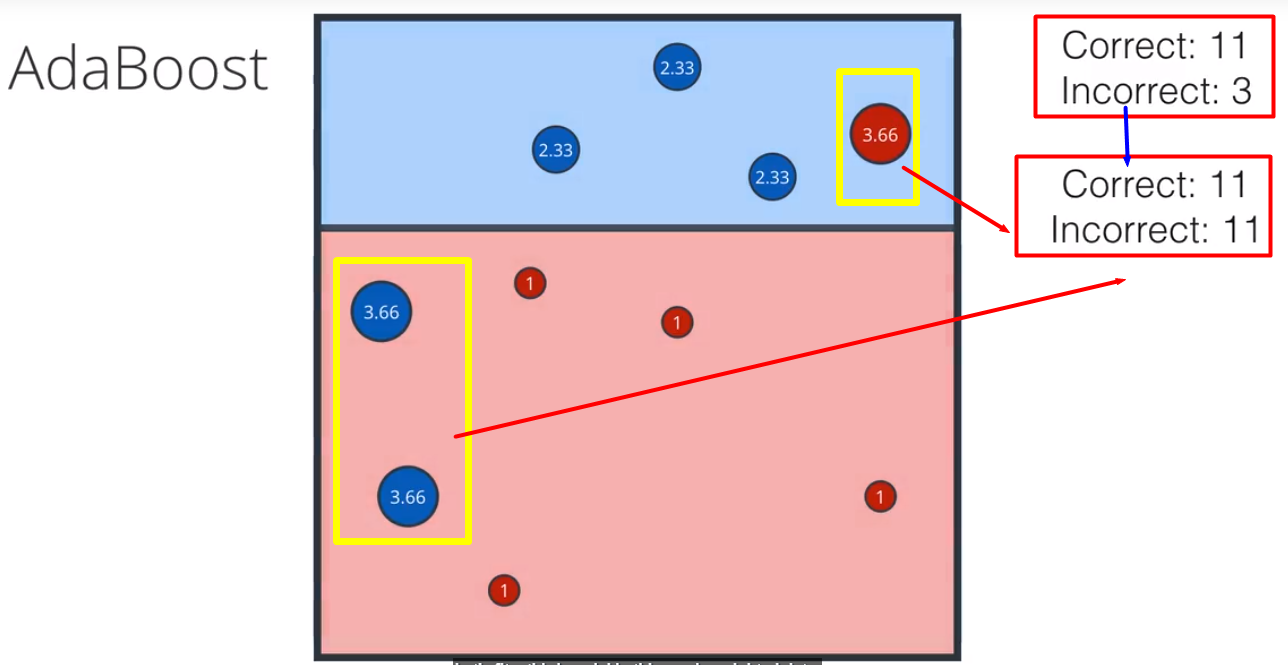 AdaBoost
Correct: 11
Incorrect: 3
Correct: 11
Incorrect: 11
2.33
2.33
2.33
3.66
3.66
1
1
3.66
1
1